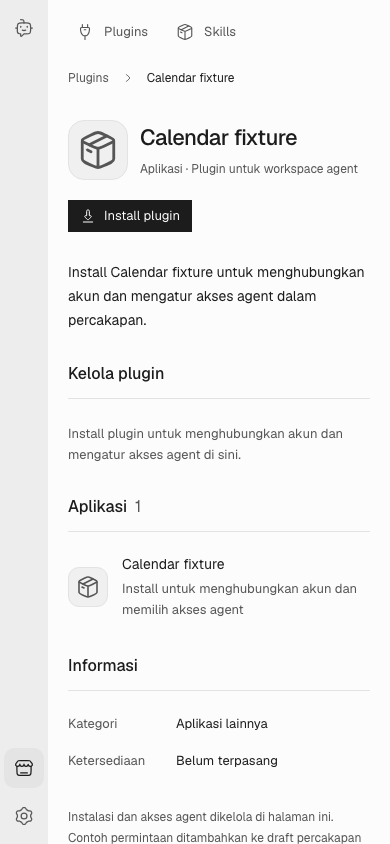 Plugins
Skills
Plugins
Calendar fixture
Calendar fixture
Aplikasi · Plugin untuk workspace agent
Install plugin
Install Calendar fixture untuk menghubungkan
akun dan mengatur akses agent dalam
percakapan.
Kelola plugin
Install plugin untuk menghubungkan akun dan
mengatur akses agent di sini.
Aplikasi 1
Calendar fixture
Install untuk menghubungkan akun dan
memilih akses agent
Informasi
Kategori Aplikasi lainnya
Ketersediaan Belum terpasang
Instalasi dan akses agent dikelola di halaman ini.
Contoh permintaan ditambahkan ke draft percakapan